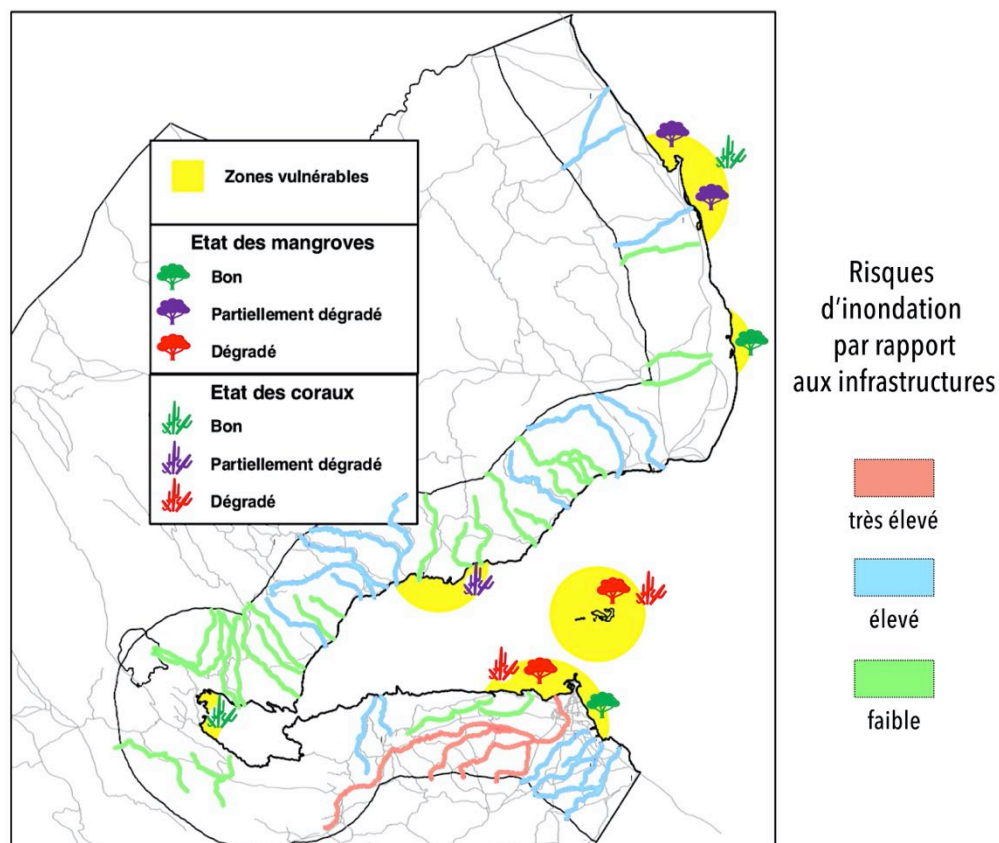 Zones vulnérables
Etat des mangroves
Bon
Partiellement dégradé
Dégradé
Etat des coraux
Bon
Partiellement dégradé
Dégradé
Risques
d'inondation
par rapport
aux infrastructures
très élevé
élevé
faible